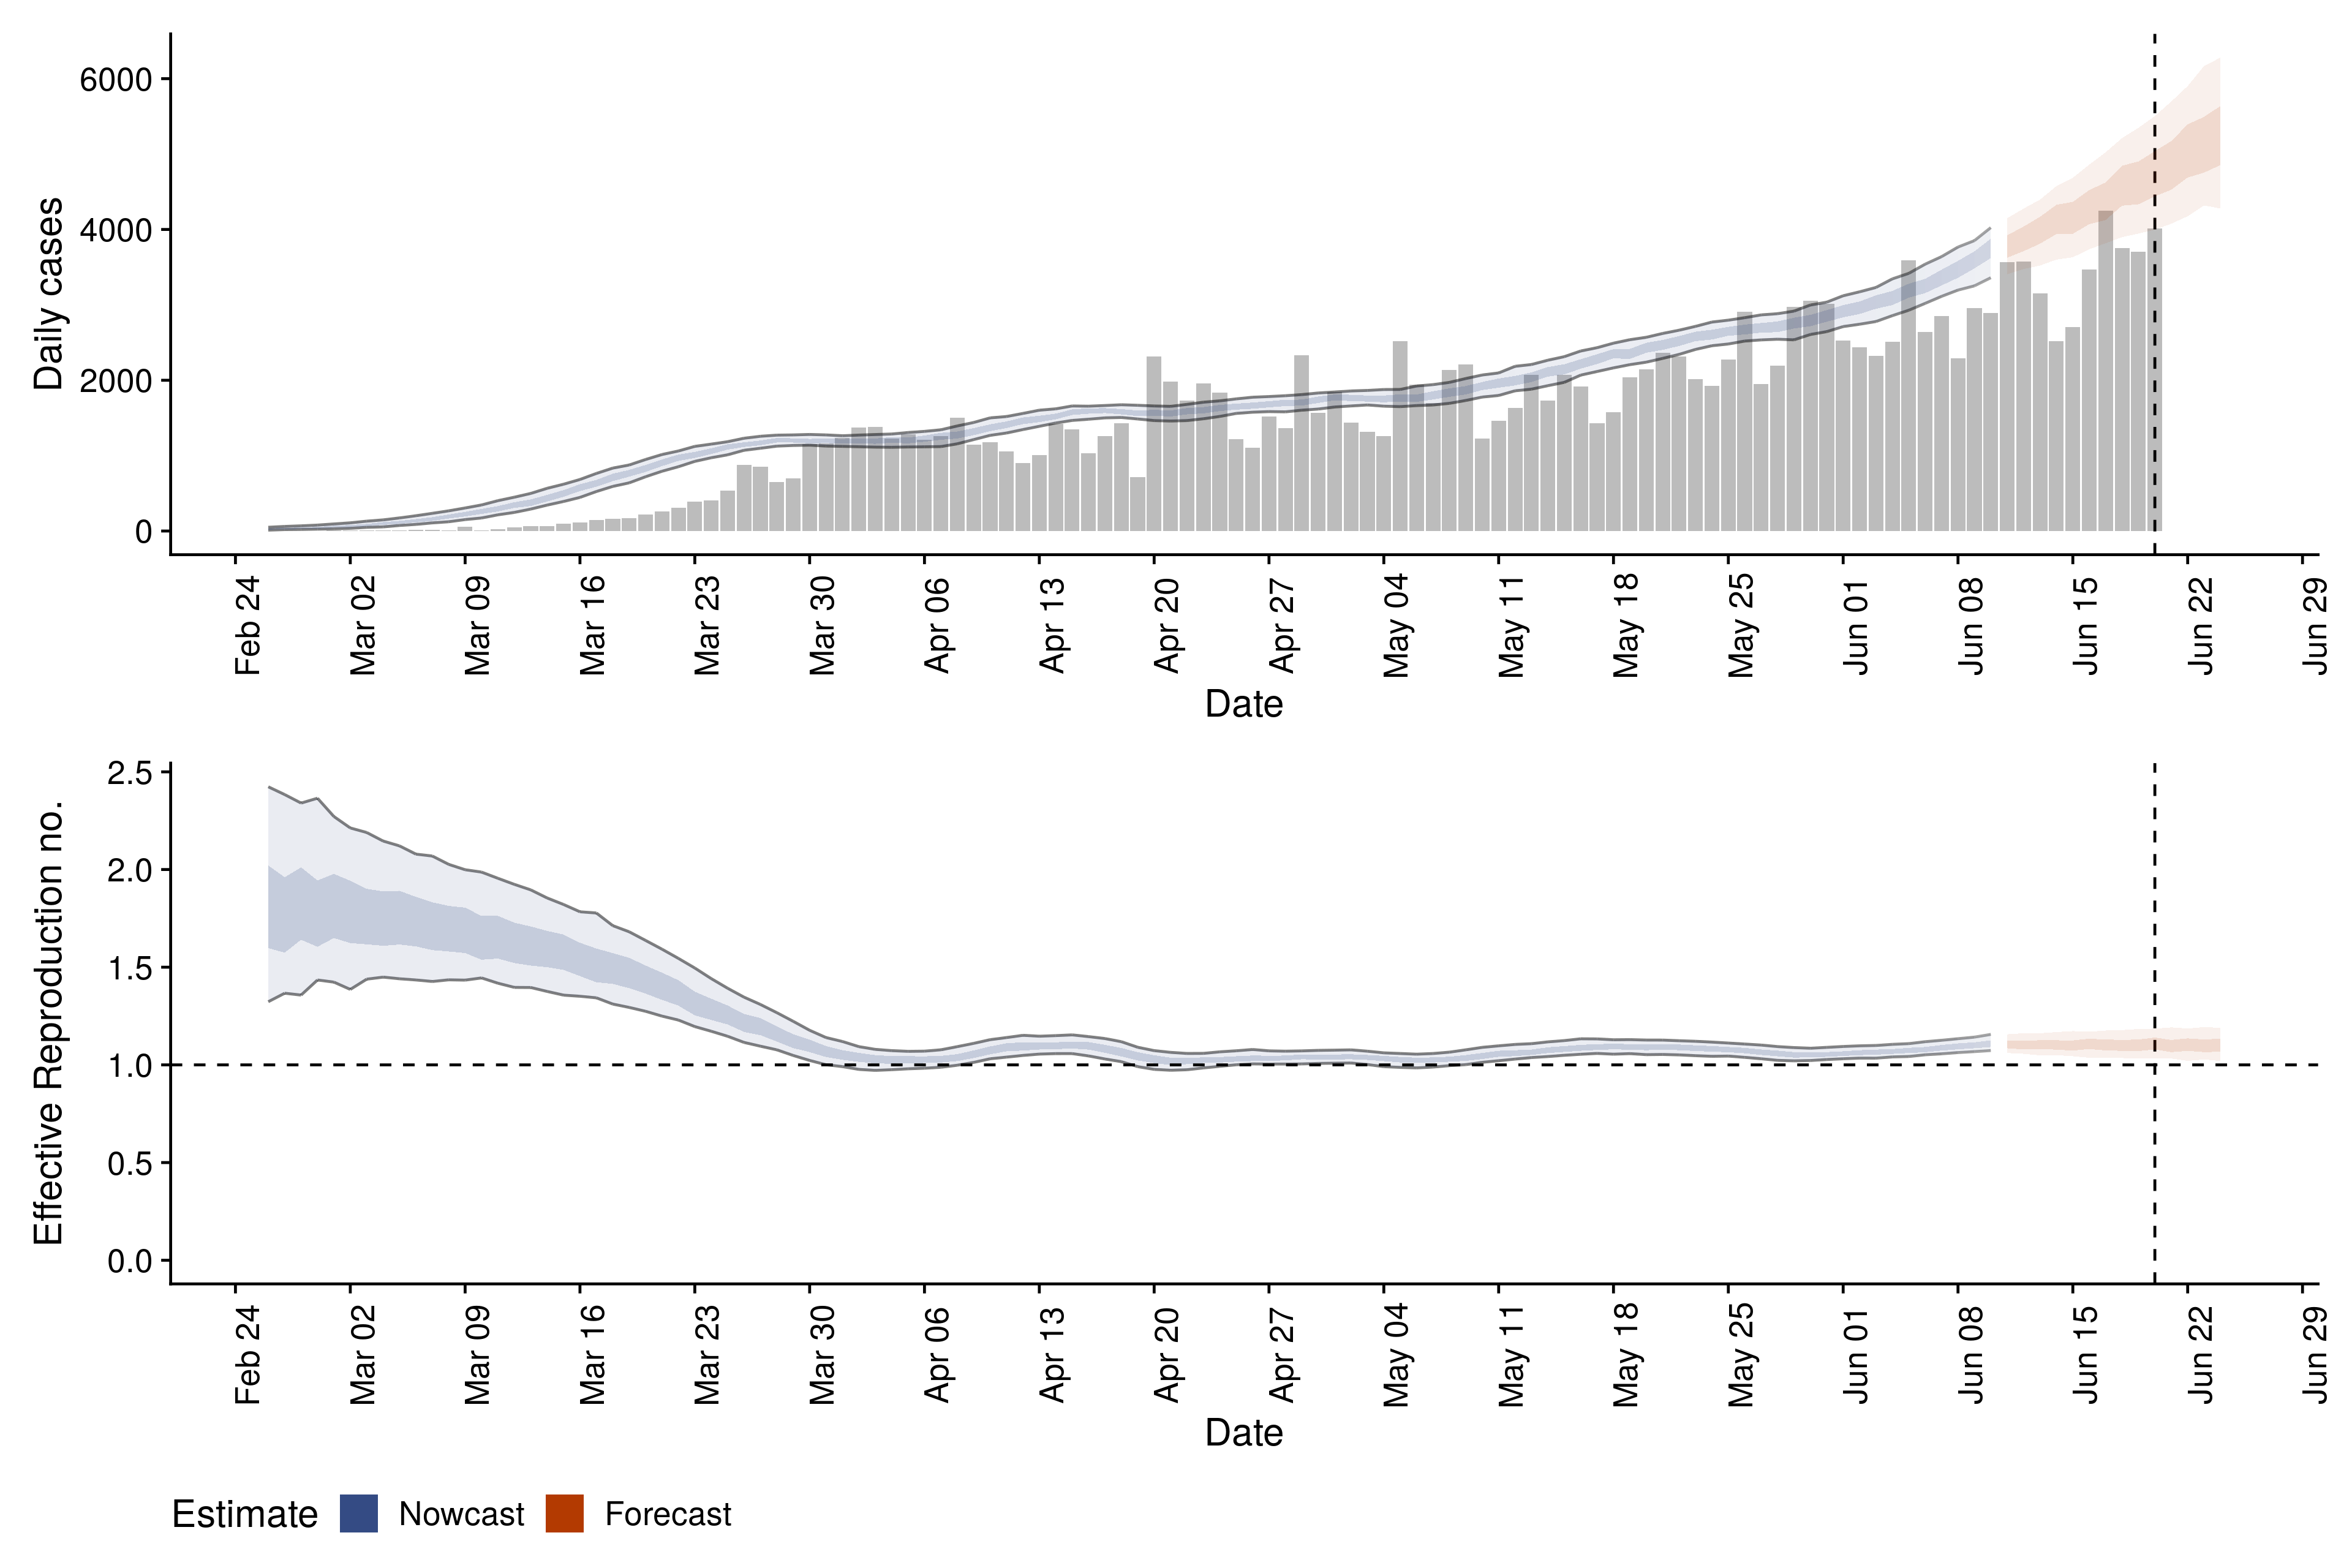 Daily cases
6000
4000
2000
0
Feb 24
Mar 02
Mar 09
Mar 16
Mar 23
Mar 30
Apr 06
Apr 13
Apr 20
Apr 27
May 04
May 11
May 18
May 25
Jun 01
Jun 08
Jun 15
Jun 22
Jun 29
Date
Effective Reproduction no.
2.5
2.0
1.5
1.0
0.5
0.0
Feb 24
Mar 02
Mar 09
Mar 16
Mar 23
Mar 30
Apr 06
Apr 13
Apr 20
Apr 27
May 04
May 11
May 18
May 25
Jun 01
Jun 08
Jun 15
Jun 22
Jun 29
Date
Estimate Nowcast Forecast